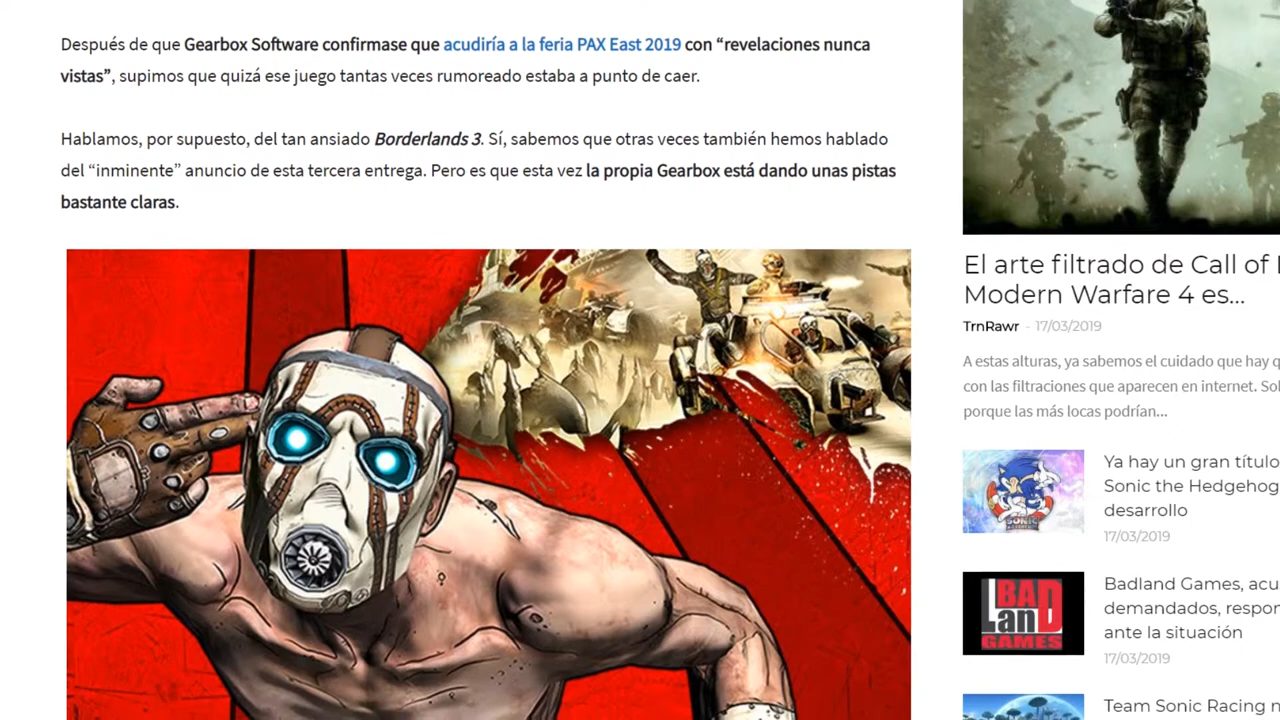 Después de que Gearbox Software confirmase que acudiría a la feria PAX East 2019 con “revelaciones nunca
vistas”, supimos que quizá ese juego tantas veces rumoreado estaba a punto de caer.
Hablamos, por supuesto, del tan ansiado Borderlands 3. Sí, sabemos que otras veces también hemos hablado
del “inminente” anuncio de esta tercera entrega. Pero es que esta vez la propia Gearbox está dando unas pistas
bastante claras.
El arte filtrado de Call of
Modern Warfare 4 es...
TrnRawr - 17/03/2019
A estas alturas, ya sabemos el cuidado que hay
con las filtraciones que aparecen en internet.
porque las más locas podrían...
SONIC
Ya hay un gran título
Sonic the Hedgehog
desarrollo
17/03/2019
BAD
LanD
GAMES
Badland Games,
demandados,
ante la situación
17/03/2019
Team Sonic Racing